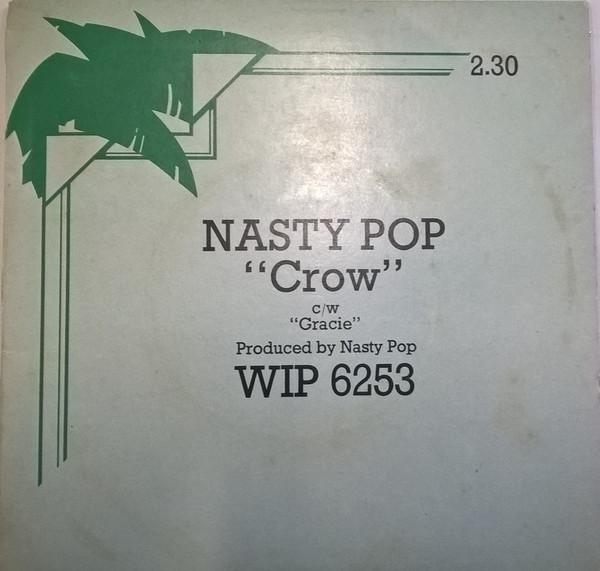 2.30
NASTY POP
“Crow”
c/w
“Gracie”
Produced by Nasty Pop
WIP 6253